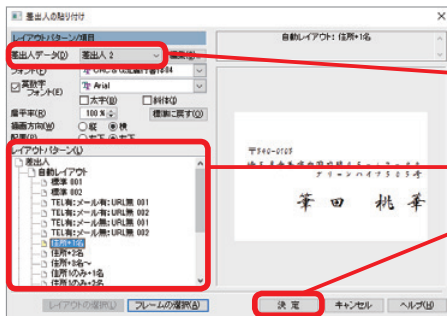 差出人の貼り付け
レイアウトパターン/項目
差出人データ(D) 差出人 2
フォント(F)
英数字フォント(E) Arial
太字(B) 斜体(I)
扁平率(R) 100 % 標準に戻す(O)
描画方向(W) 縦 横
レイアウトパターン(L)
差出人
自動レイアウト
標準 001
標準 002
TEL有:メール有:URL無 001
TEL有:メール有:URL無 002
TEL有:メール無:URL無 001
TEL有:メール無:URL無 002
住所+1名
住所+2名
住所+3名～
住所1のみ+1名
レイアウトの選択(L) フレームの選択(A)
自動レイアウト: 住所+1名
〒540-0105
グリーンハイツ303号
筆田 桃華
決定 キャンセル ヘルプ(H)